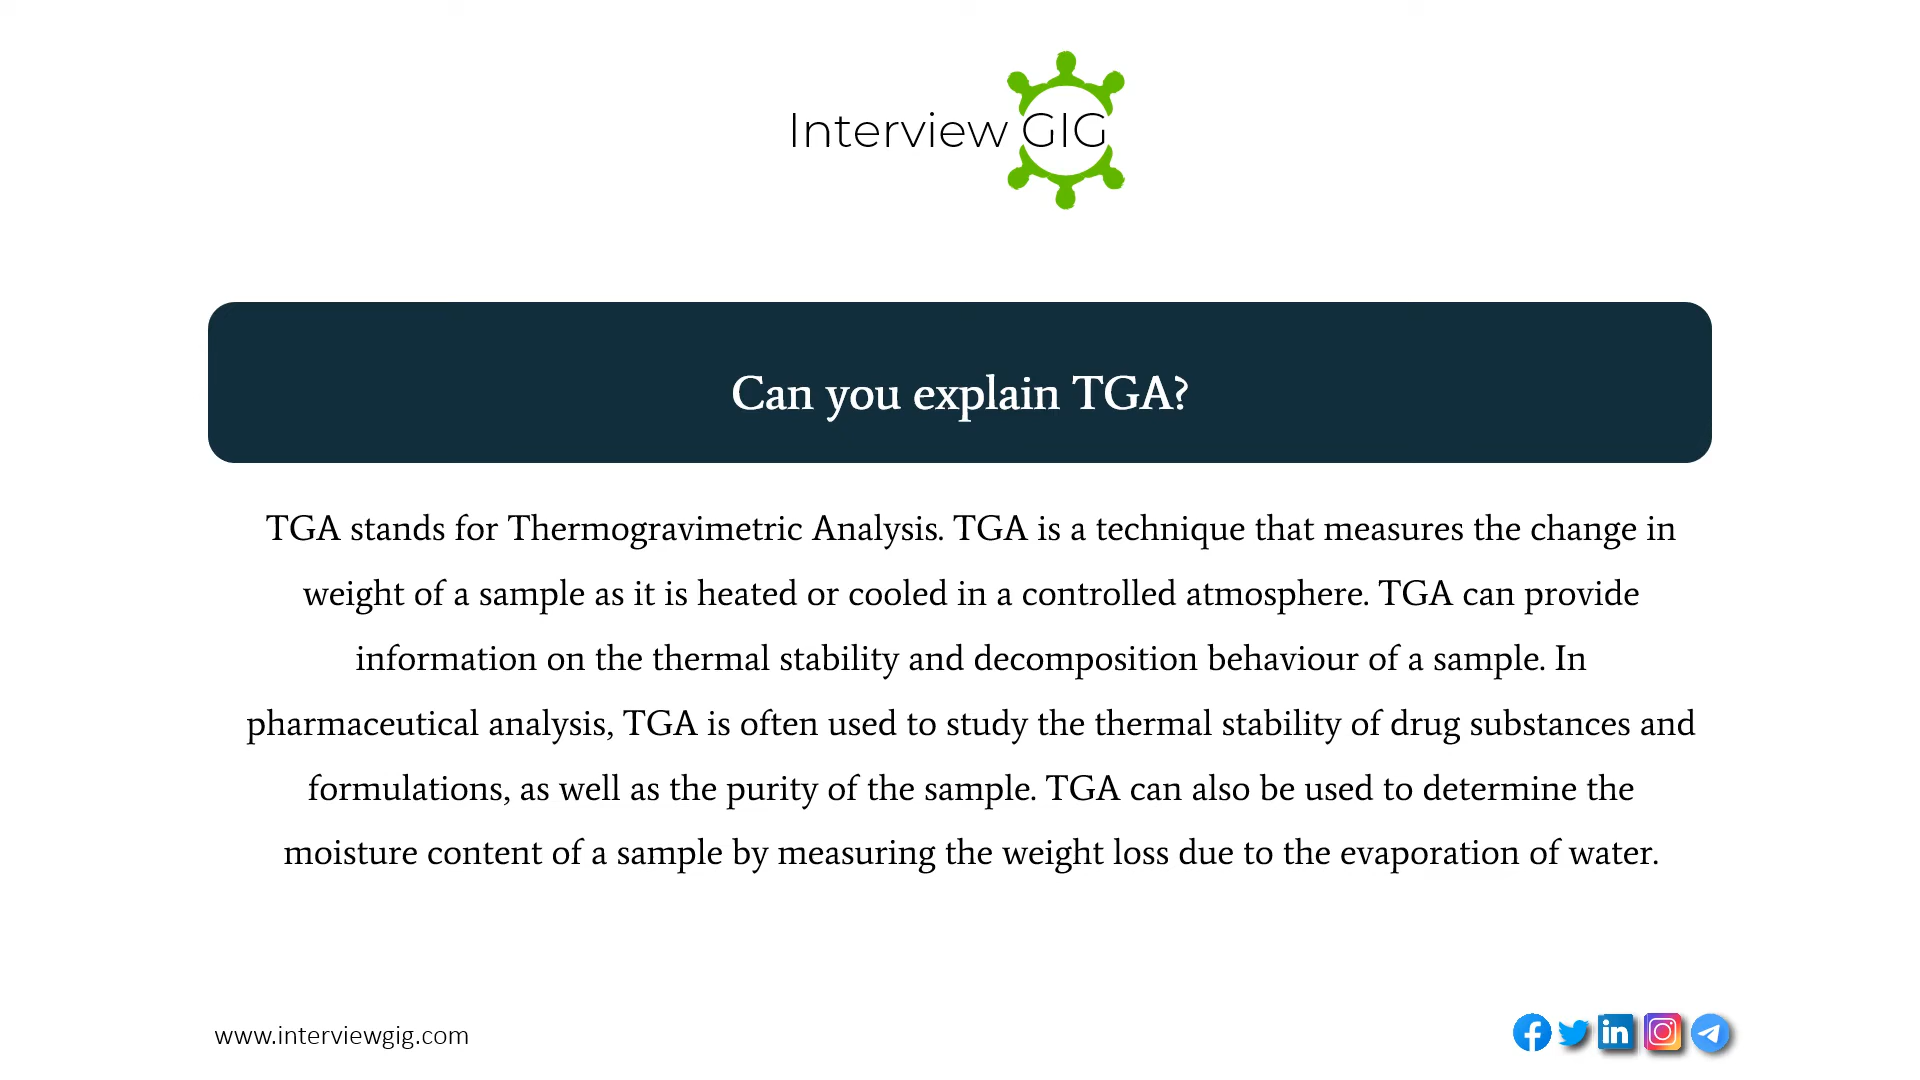 Interview GIG
Can you explain TGA?
TGA stands for Thermogravimetric Analysis. TGA is a technique that measures the change in
weight of a sample as it is heated or cooled in a controlled atmosphere. TGA can provide
information on the thermal stability and decomposition behaviour of a sample. In
pharmaceutical analysis, TGA is often used to study the thermal stability of drug substances and
formulations, as well as the purity of the sample. TGA can also be used to determine the
moisture content of a sample by measuring the weight loss due to the evaporation of water.
www.interviewgig.com